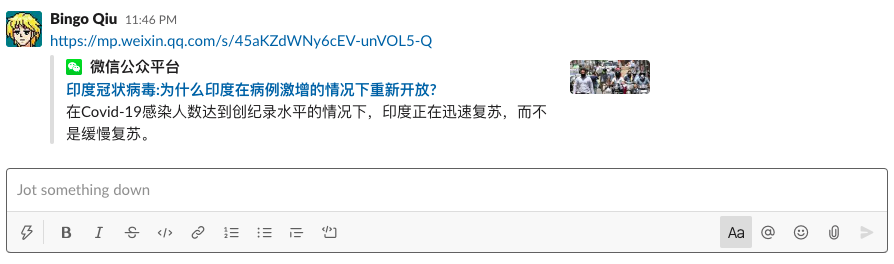 Bingo Qiu 11:46 PM
https://mp.weixin.qq.com/s/45aKZdWNy6cEV-unVOL5-Q
微信公众平台
印度冠状病毒:为什么印度在病例激增的情况下重新开放?
在Covid-19感染人数达到创纪录水平的情况下，印度正在迅速复苏，而不
是缓慢复苏。
Jot something down
B I S Aa @